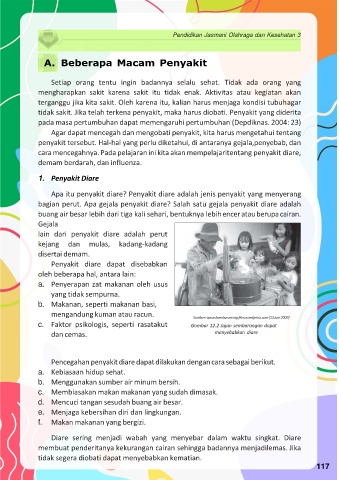 Pendidikan Jasmani Olahraga dan Kesehatan 3
A. Beberapa Macam Penyakit
Setiap orang tentu ingin badannya selalu sehat. Tidak ada orang yang
mengharapkan sakit karena sakit itu tidak enak. Aktivitas atau kegiatan akan
terganggu jika kita sakit. Oleh karena itu, kalian harus menjaga kondisi tubuhagar
tidak sakit. Jika telah terkena penyakit, maka harus diobati. Penyakit yang diderita
pada masa pertumbuhan dapat memengaruhi pertumbuhan (Depdiknas. 2004: 23)
Agar dapat mencegah dan mengobati penyakit, kita harus mengetahui tentang
penyakit tersebut. Hal-hal yang perlu diketahui, di antaranya gejala,penyebab, dan
cara mencegahnya. Pada pelajaran ini kita akan mempelajaritentang penyakit diare,
demam berdarah, dan influenza.
1. Penyakit Diare
Apa itu penyakit diare? Penyakit diare adalah jenis penyakit yang menyerang
bagian perut. Apa gejala penyakit diare? Salah satu gejala penyakit diare adalah
buang air besar lebih dari tiga kali sehari, bentuknya lebih encer atau berupa cairan.
Gejala
lain dari penyakit diare adalah perut
kejang dan mulas, kadang-kadang
disertai demam.
Penyakit diare dapat disebabkan
oleh beberapa hal, antara lain:
a. Penyerapan zat makanan oleh usus
yang tidak sempurna.
b. Makanan, seperti makanan basi,
mengandung kuman atau racun.
c. Faktor psikologis, seperti rasatakut
dan cemas.
Gambar 12.2 Jajan sembarangan dapat
menyebabkan diare
Pencegahan penyakit diare dapat dilakukan dengan cara sebagai berikut.
a. Kebiasaan hidup sehat.
b. Menggunakan sumber air minum bersih.
c. Membiasakan makan makanan yang sudah dimasak.
d. Mencuci tangan sesudah buang air besar.
e. Menjaga kebersihan diri dan lingkungan.
f. Makan makanan yang bergizi.
Diare sering menjadi wabah yang menyebar dalam waktu singkat. Diare
membuat penderitanya kekurangan cairan sehingga badannya menjadilemas. Jika
tidak segera diobati dapat menyebabkan kematian.
117